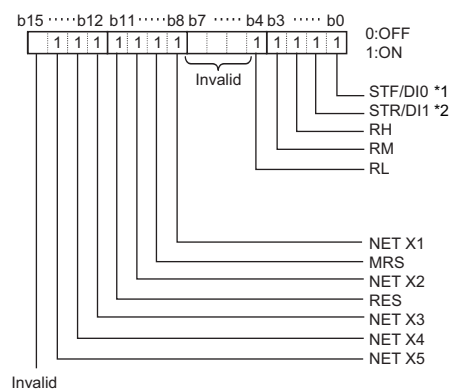 b15 ····· b12 b11 ····· b8 b7 ····· b4 b3 ····· b0
1 1 1 1 1 1 1 1 1 1 1 1
0:OFF
1:ON
Invalid
STF/DI0 *1
STR/DI1 *2
RH
RM
RL
NET X1
MRS
NET X2
RES
NET X3
NET X4
NET X5
Invalid